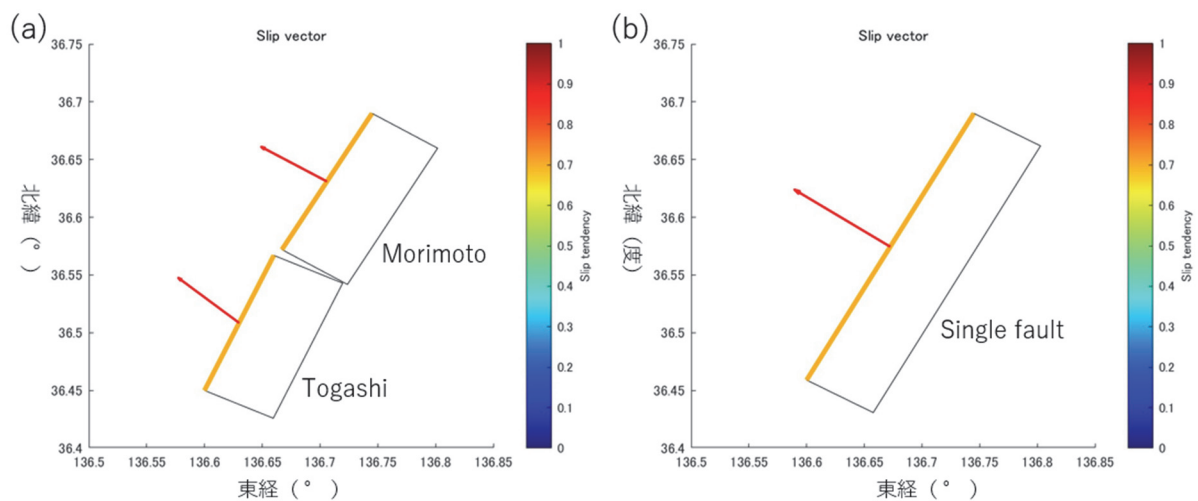 (a)
Slip vector
36.75
36.7
36.65
36.6
36.55
36.5
36.45
36.4
北緯(°)
136.5 136.55 136.6 136.65 136.7 136.75 136.8 136.85
東経(°)
Morimoto
Togashi
1
0.9
0.8
0.7
0.6
0.5
0.4
0.3
0.2
0.1
0
Slip tendency
(b)
Slip vector
36.75
36.7
36.65
36.6
36.55
36.5
36.45
36.4
北緯(度)
136.5 136.55 136.6 136.65 136.7 136.75 136.8 136.85
東経(°)
Single fault
1
0.9
0.8
0.7
0.6
0.5
0.4
0.3
0.2
0.1
0
Slip tendency